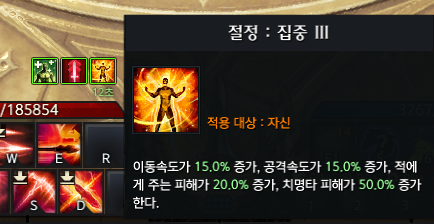 절정 : 집중 III
12초
적용 대상 : 자신
/185854
W E R
S D
이동속도가 15.0% 증가, 공격속도가 15.0% 증가, 적에
게 주는 피해가 20.0% 증가, 치명타 피해가 50.0% 증가
한다.